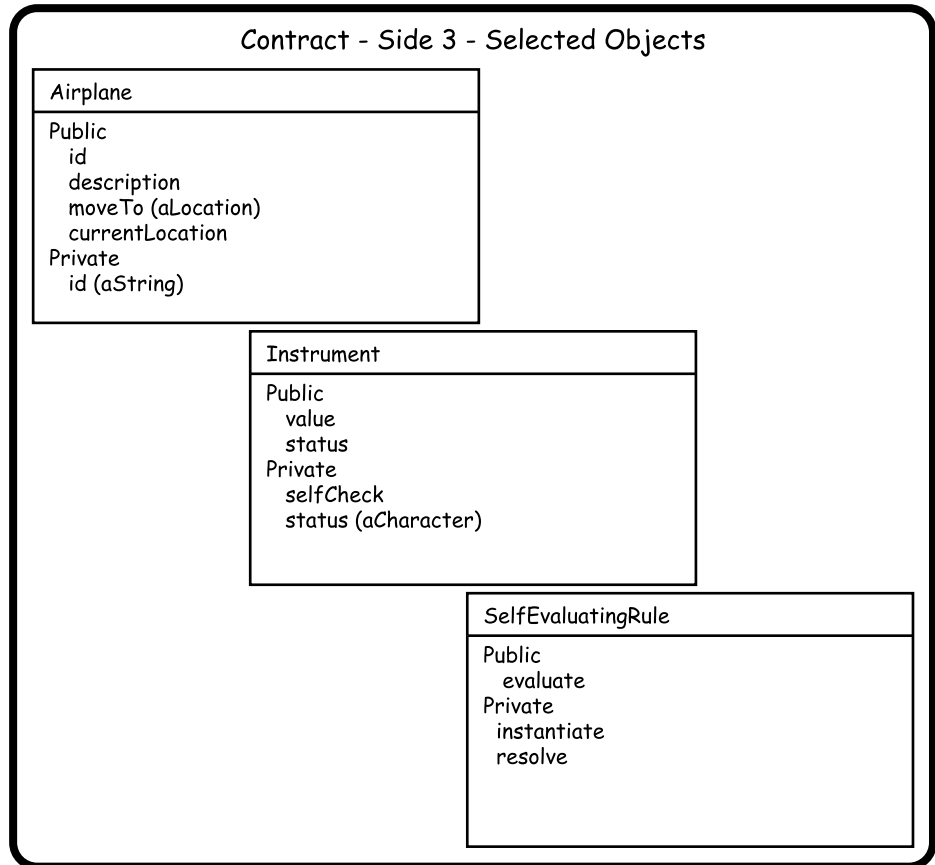 Contract - Side 3 - Selected Objects
Airplane
Public
id
description
moveTo (aLocation)
currentLocation
Private
id (aString)
Instrument
Public
value
status
Private
selfCheck
status (aCharacter)
SelfEvaluatingRule
Public
evaluate
Private
instantiate
resolve